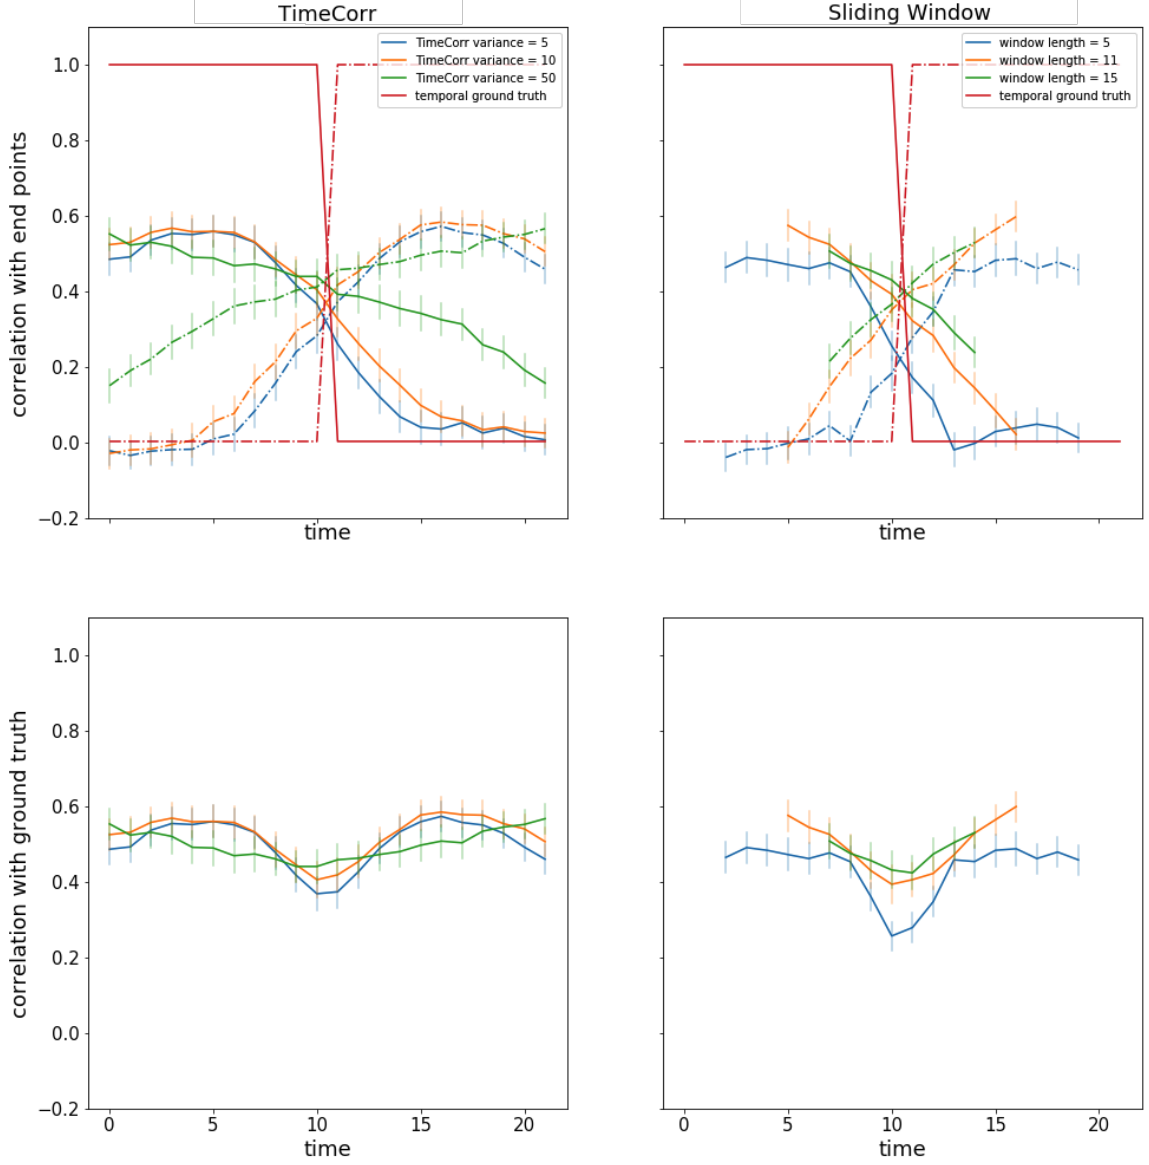 TimeCorr
Sliding Window
TimeCorr variance = 5
TimeCorr variance = 10
TimeCorr variance = 50
temporal ground truth
window length = 5
window length = 11
window length = 15
temporal ground truth
correlation with end points
1.0
0.8
0.6
0.4
0.2
0.0
−0.2
time
time
correlation with ground truth
1.0
0.8
0.6
0.4
0.2
0.0
−0.2
0 5 10 15 20
0 5 10 15 20
time
time